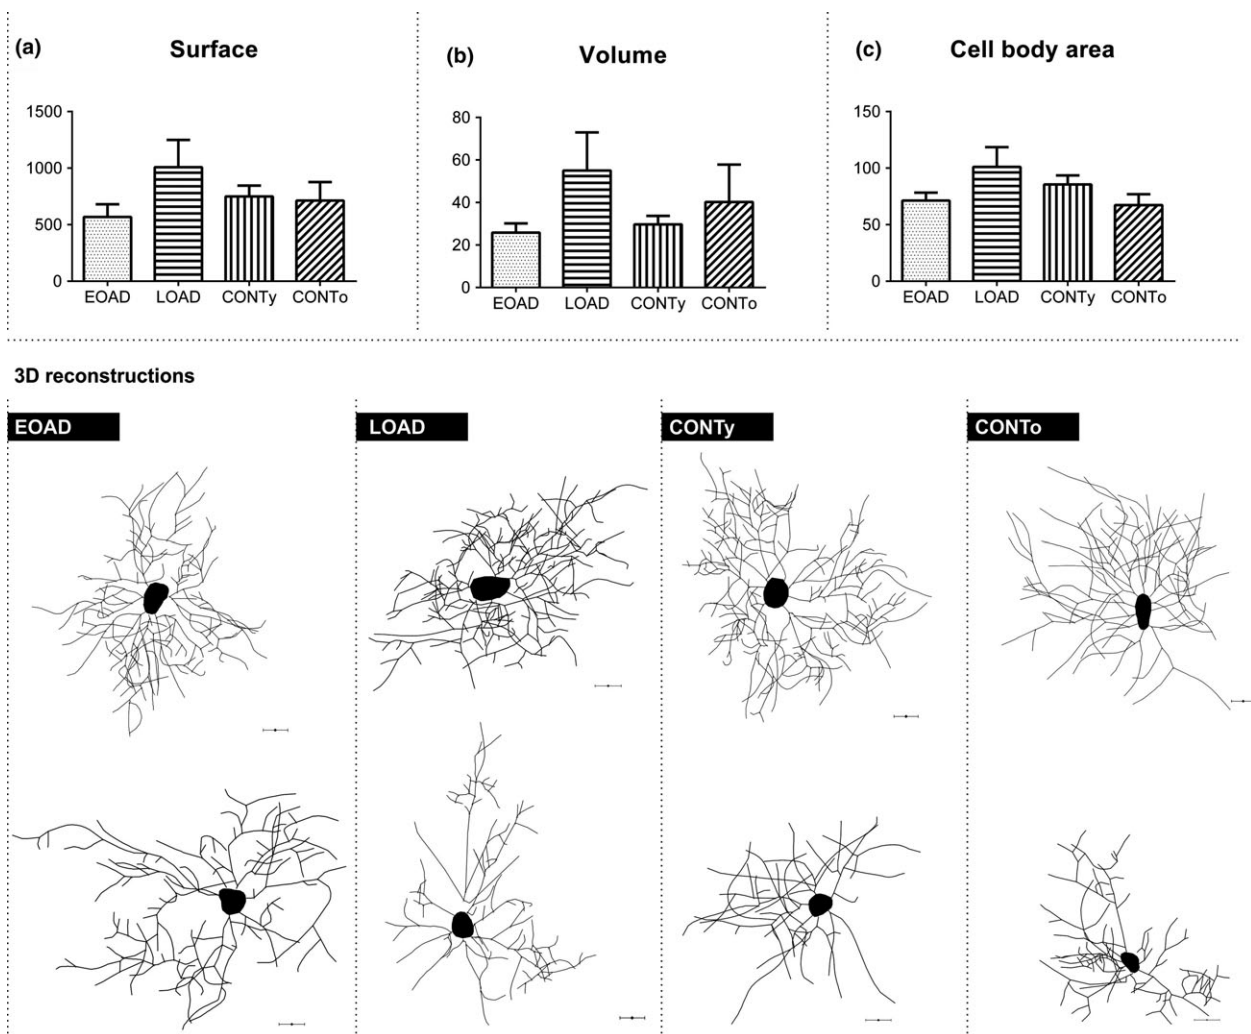 (a) Surface
1500
1000
500
0
EOAD LOAD CONTy CONTo
(b) Volume
80
60
40
20
0
EOAD LOAD CONTy CONTo
(c) Cell body area
150
100
50
0
EOAD LOAD CONTy CONTo
3D reconstructions
EOAD
LOAD
CONTy
CONTo